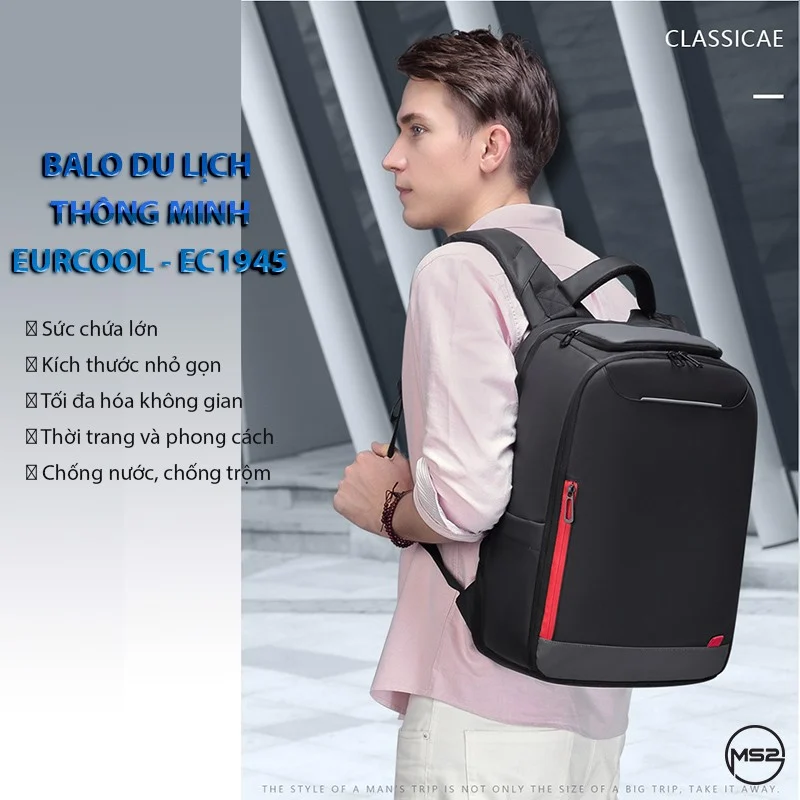 CLASSICAE
BALO DU LỊCH
THÔNG MINH
EURCOOL - EC1945
Sức chứa lớn
Kích thước nhỏ gọn
Tối đa hóa không gian
Thời trang và phong cách
Chống nước, chống trộm
MS2
THE STYLE OF A MAN'S TRIP IS NOT ONLY THE SIZE OF A BIG TRIP, TAKE IT AWAY.